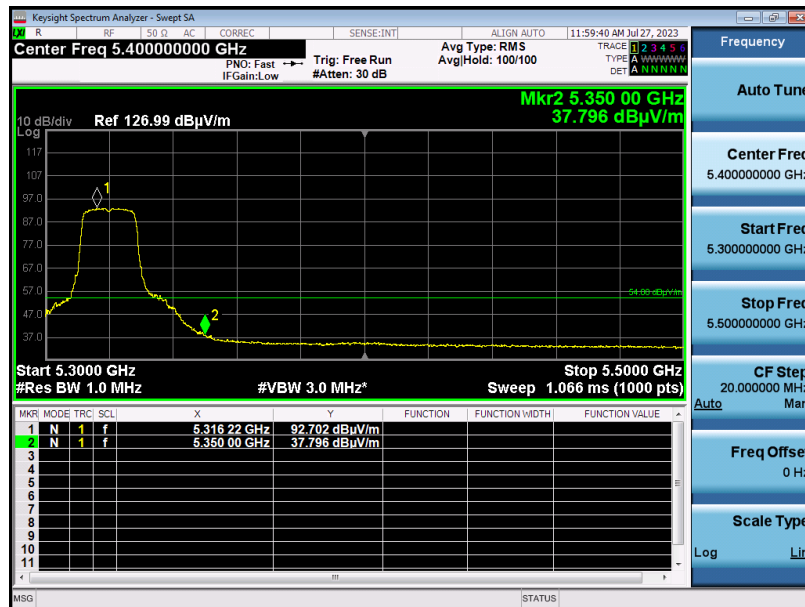 Keysight Spectrum Analyzer - Swept SA
LXI R RF 50 Ω AC CORREC SENSE:INT ALIGN AUTO 11:59:40 AM Jul 27, 2023
Center Freq 5.400000000 GHz
PNO: Fast
IFGain:Low
Trig: Free Run
#Atten: 30 dB
Avg Type: RMS
Avg|Hold: 100/100
TRACE 1 2 3 4 5 6
TYPE A WWWWW
DET A N N N N N
Mkr2 5.350 00 GHz
37.796 dBµV/m
10 dB/div Ref 126.99 dBµV/m
Log
117
107
97.0
87.0
77.0
67.0
57.0
47.0
37.0
1
2
54.00 dBµV/m
Start 5.3000 GHz Stop 5.5000 GHz
#Res BW 1.0 MHz #VBW 3.0 MHz* Sweep 1.066 ms (1000 pts)
MKR MODE TRC SCL X Y FUNCTION FUNCTION WIDTH FUNCTION VALUE
1 N 1 f 5.316 22 GHz 92.702 dBµV/m
2 N 1 f 5.350 00 GHz 37.796 dBµV/m
3
4
5
6
7
8
9
10
11
MSG STATUS
Frequency
Auto Tune
Center Freq
5.400000000 GHz
Start Freq
5.300000000 GHz
Stop Freq
5.500000000 GHz
CF Step
20.000000 MHz
Auto Man
Freq Offset
0 Hz
Scale Type
Log Lin